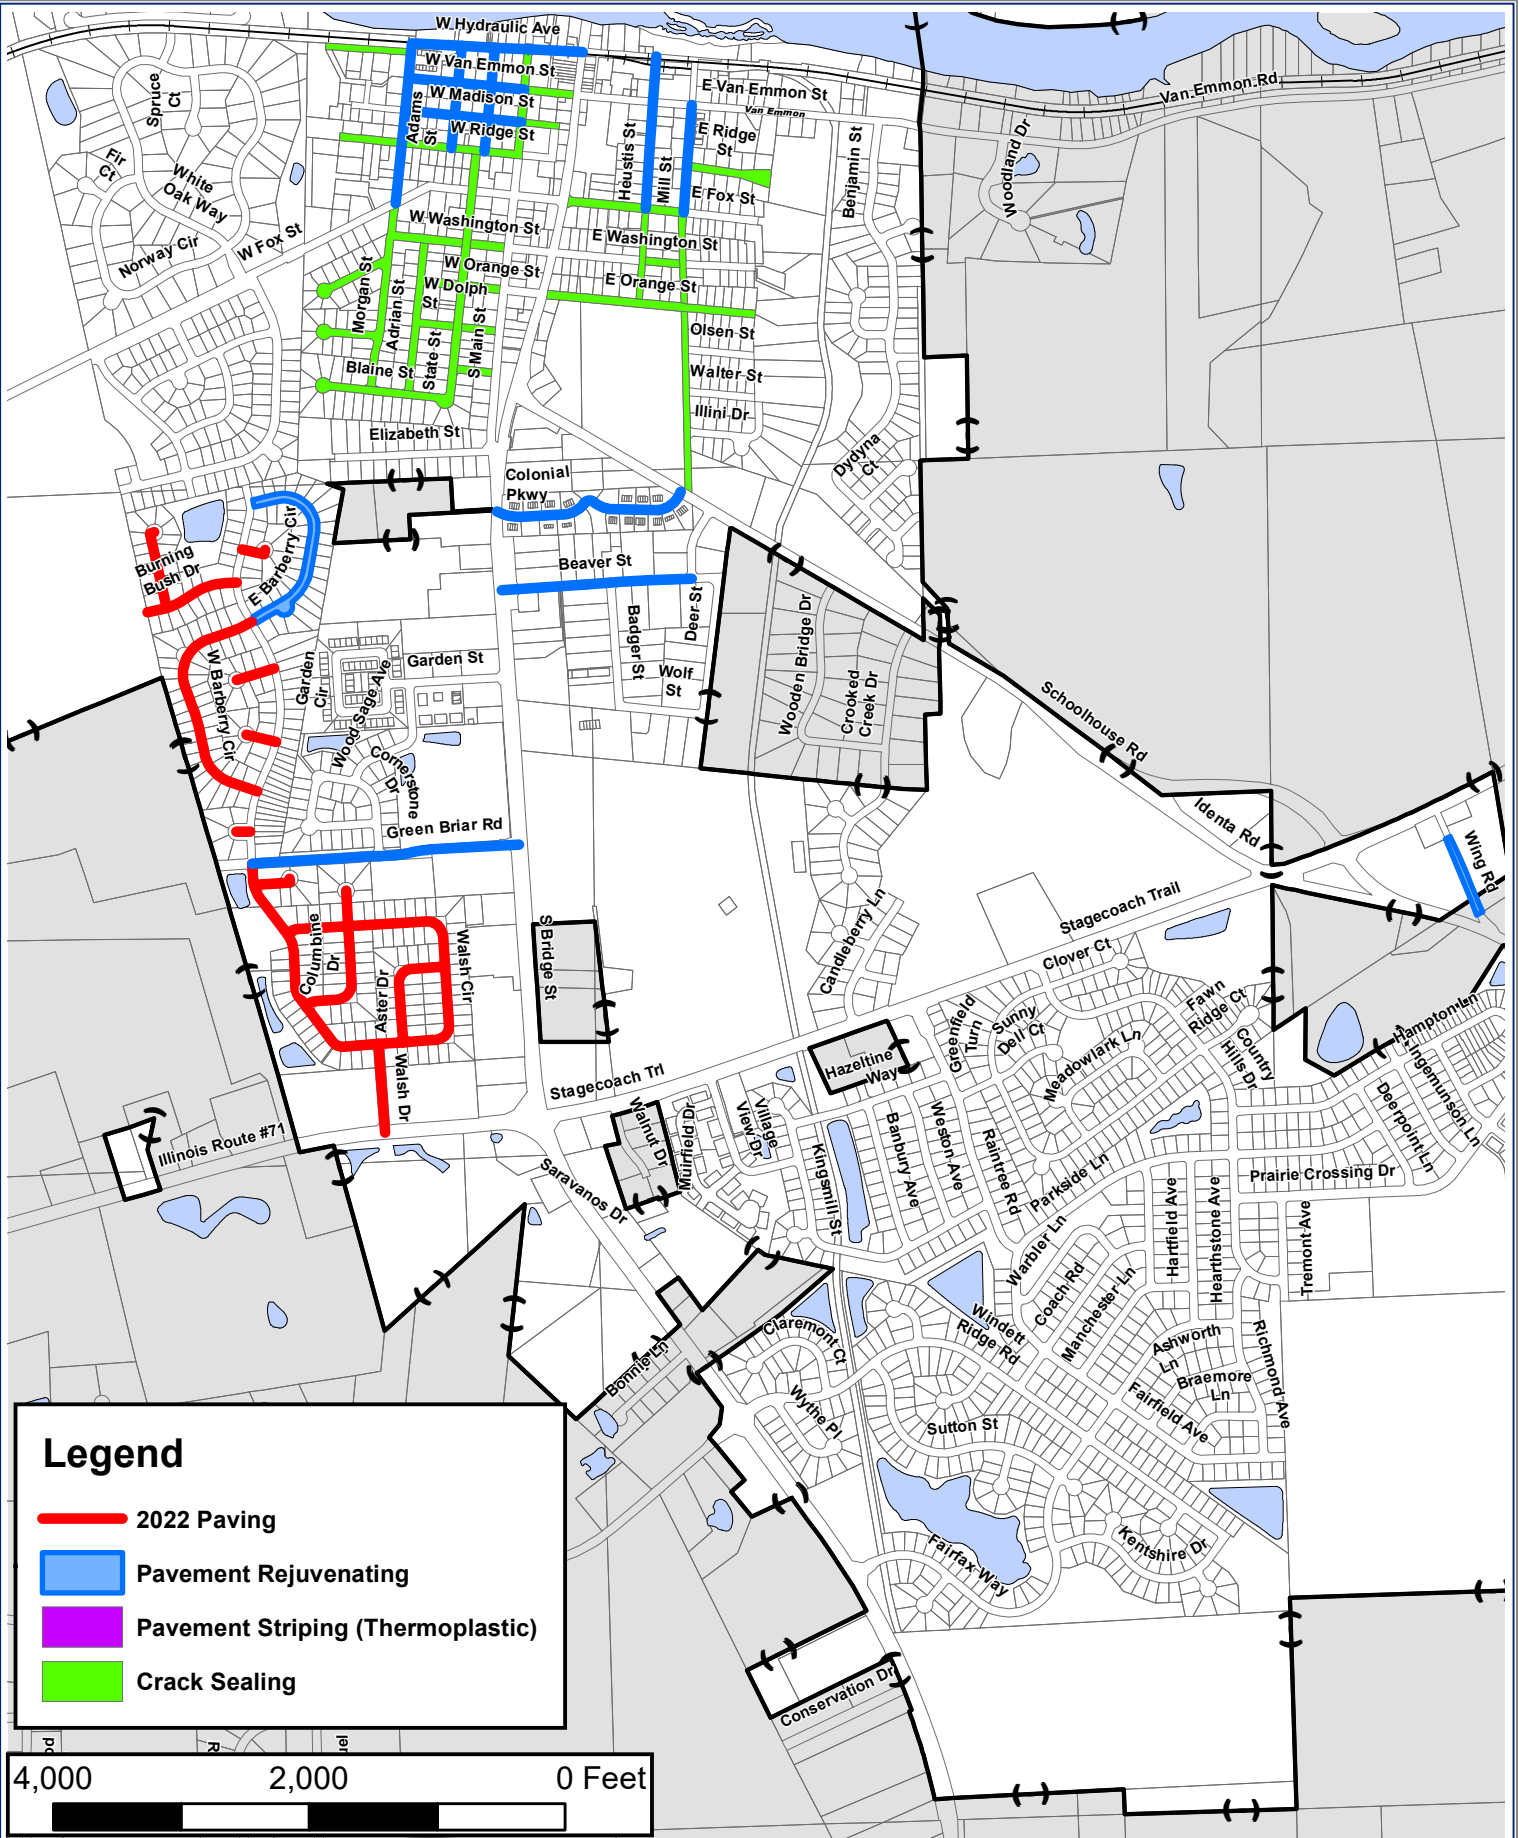 W Hydraulic Ave
W Van Emmon St
W Madison St
Adams
St
W Ridge St
E Van Emmon St
Van Emmon
Van Emmon Rd
E Ridge
St
Heustis St
Mill St
E Fox St
Benjamin St
Woodland Dr
Spruce
Ct
Fir
Ct
White
Oak Way
Norway Cir
W Fox St
W Washington St
E Washington St
W Orange St
E Orange St
W Dolph
St
Morgan St
Adrian St
State St
S Main St
Blaine St
Olsen St
Walter St
Illini Dr
Elizabeth St
Dydyna
Ct
Colonial
Pkwy
Burning
Bush Dr
E Barberry Cir
Beaver St
Badger St
Deer St
Wolf
St
W Barberry Cir
Garden
Cir
Garden St
Wood Sage Ave
Cornerstone
Dr
Wooden Bridge Dr
Crooked
Creek Dr
Schoolhouse Rd
Identa Rd
Wing Rd
Green Briar Rd
Columbine
Dr
Aster Dr
Walsh Cir
Walsh Dr
S Bridge St
Candleberry Ln
Stagecoach Trail
Clover Ct
Fawn
Ridge Ct
Country
Hills Dr
Greenfield
Turn
Sunny
Dell Ct
Meadowlark Ln
Hampton Ln
Ingemunson Ln
Deerpoint Ln
Hazeltine
Way
Stagecoach Trl
Illinois Route #71
Walnut Dr
Muirfield Dr
Village
View Dr
Kingsmill St
Banbury Ave
Weston Ave
Raintree Rd
Parkside Ln
Prairie Crossing Dr
Saravanos Dr
Warbler Ln
Coach Rd
Manchester Ln
Hartfield Ave
Hearthstone Ave
Tremont Ave
Windett
Ridge Rd
Claremont Ct
Bonnie Ln
Wythe Pl
Sutton St
Ashworth
Ln
Braemore
Ln
Fairfield Ave
Richmond Ave
Fairfax Way
Kentshire Dr
Conservation Dr
Legend
2022 Paving
Pavement Rejuvenating
Pavement Striping (Thermoplastic)
Crack Sealing
4,000 2,000 0 Feet